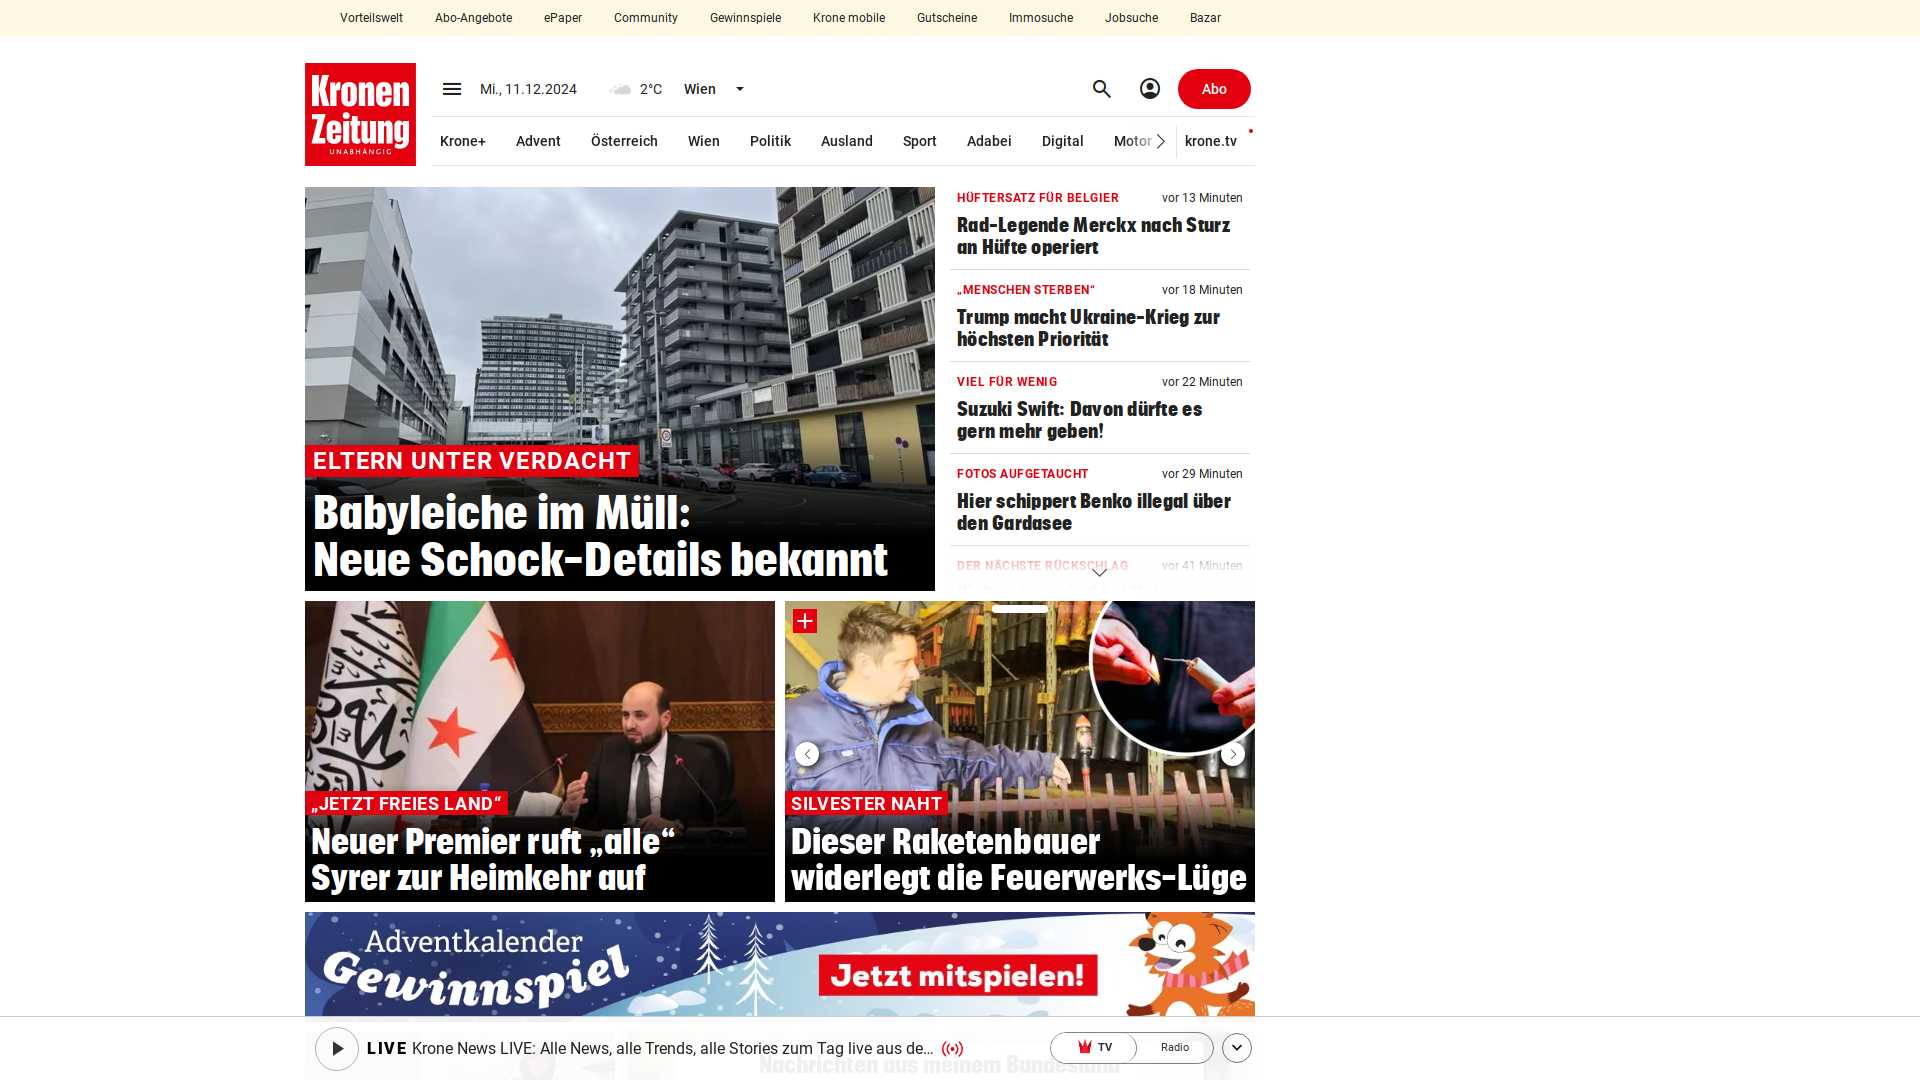 Vorteilswelt Abo-Angebote ePaper Community Gewinnspiele Krone mobile Gutscheine Immosuche Jobsuche Bazar
Kronen
Zeitung
UNABHÄNGIG
Mi., 11.12.2024 2°C Wien Abo
Krone+ Advent Österreich Wien Politik Ausland Sport Adabei Digital Motor krone.tv
ELTERN UNTER VERDACHT
Babyleiche im Müll:
Neue Schock-Details bekannt
HÜFTERSATZ FÜR BELGIER vor 13 Minuten
Rad-Legende Merckx nach Sturz
an Hüfte operiert
„MENSCHEN STERBEN“ vor 18 Minuten
Trump macht Ukraine-Krieg zur
höchsten Priorität
VIEL FÜR WENIG vor 22 Minuten
Suzuki Swift: Davon dürfte es
gern mehr geben!
FOTOS AUFGETAUCHT vor 29 Minuten
Hier schippert Benko illegal über
den Gardasee
DER NÄCHSTE RÜCKSCHLAG vor 41 Minuten
„JETZT FREIES LAND“
Neuer Premier ruft „alle“
Syrer zur Heimkehr auf
SILVESTER NAHT
Dieser Raketenbauer
widerlegt die Feuerwerks-Lüge
Adventkalender
Gewinnspiel
Jetzt mitspielen!
LIVE Krone News LIVE: Alle News, alle Trends, alle Stories zum Tag live aus de... TV Radio
Nachrichten aus meinem Bundesland